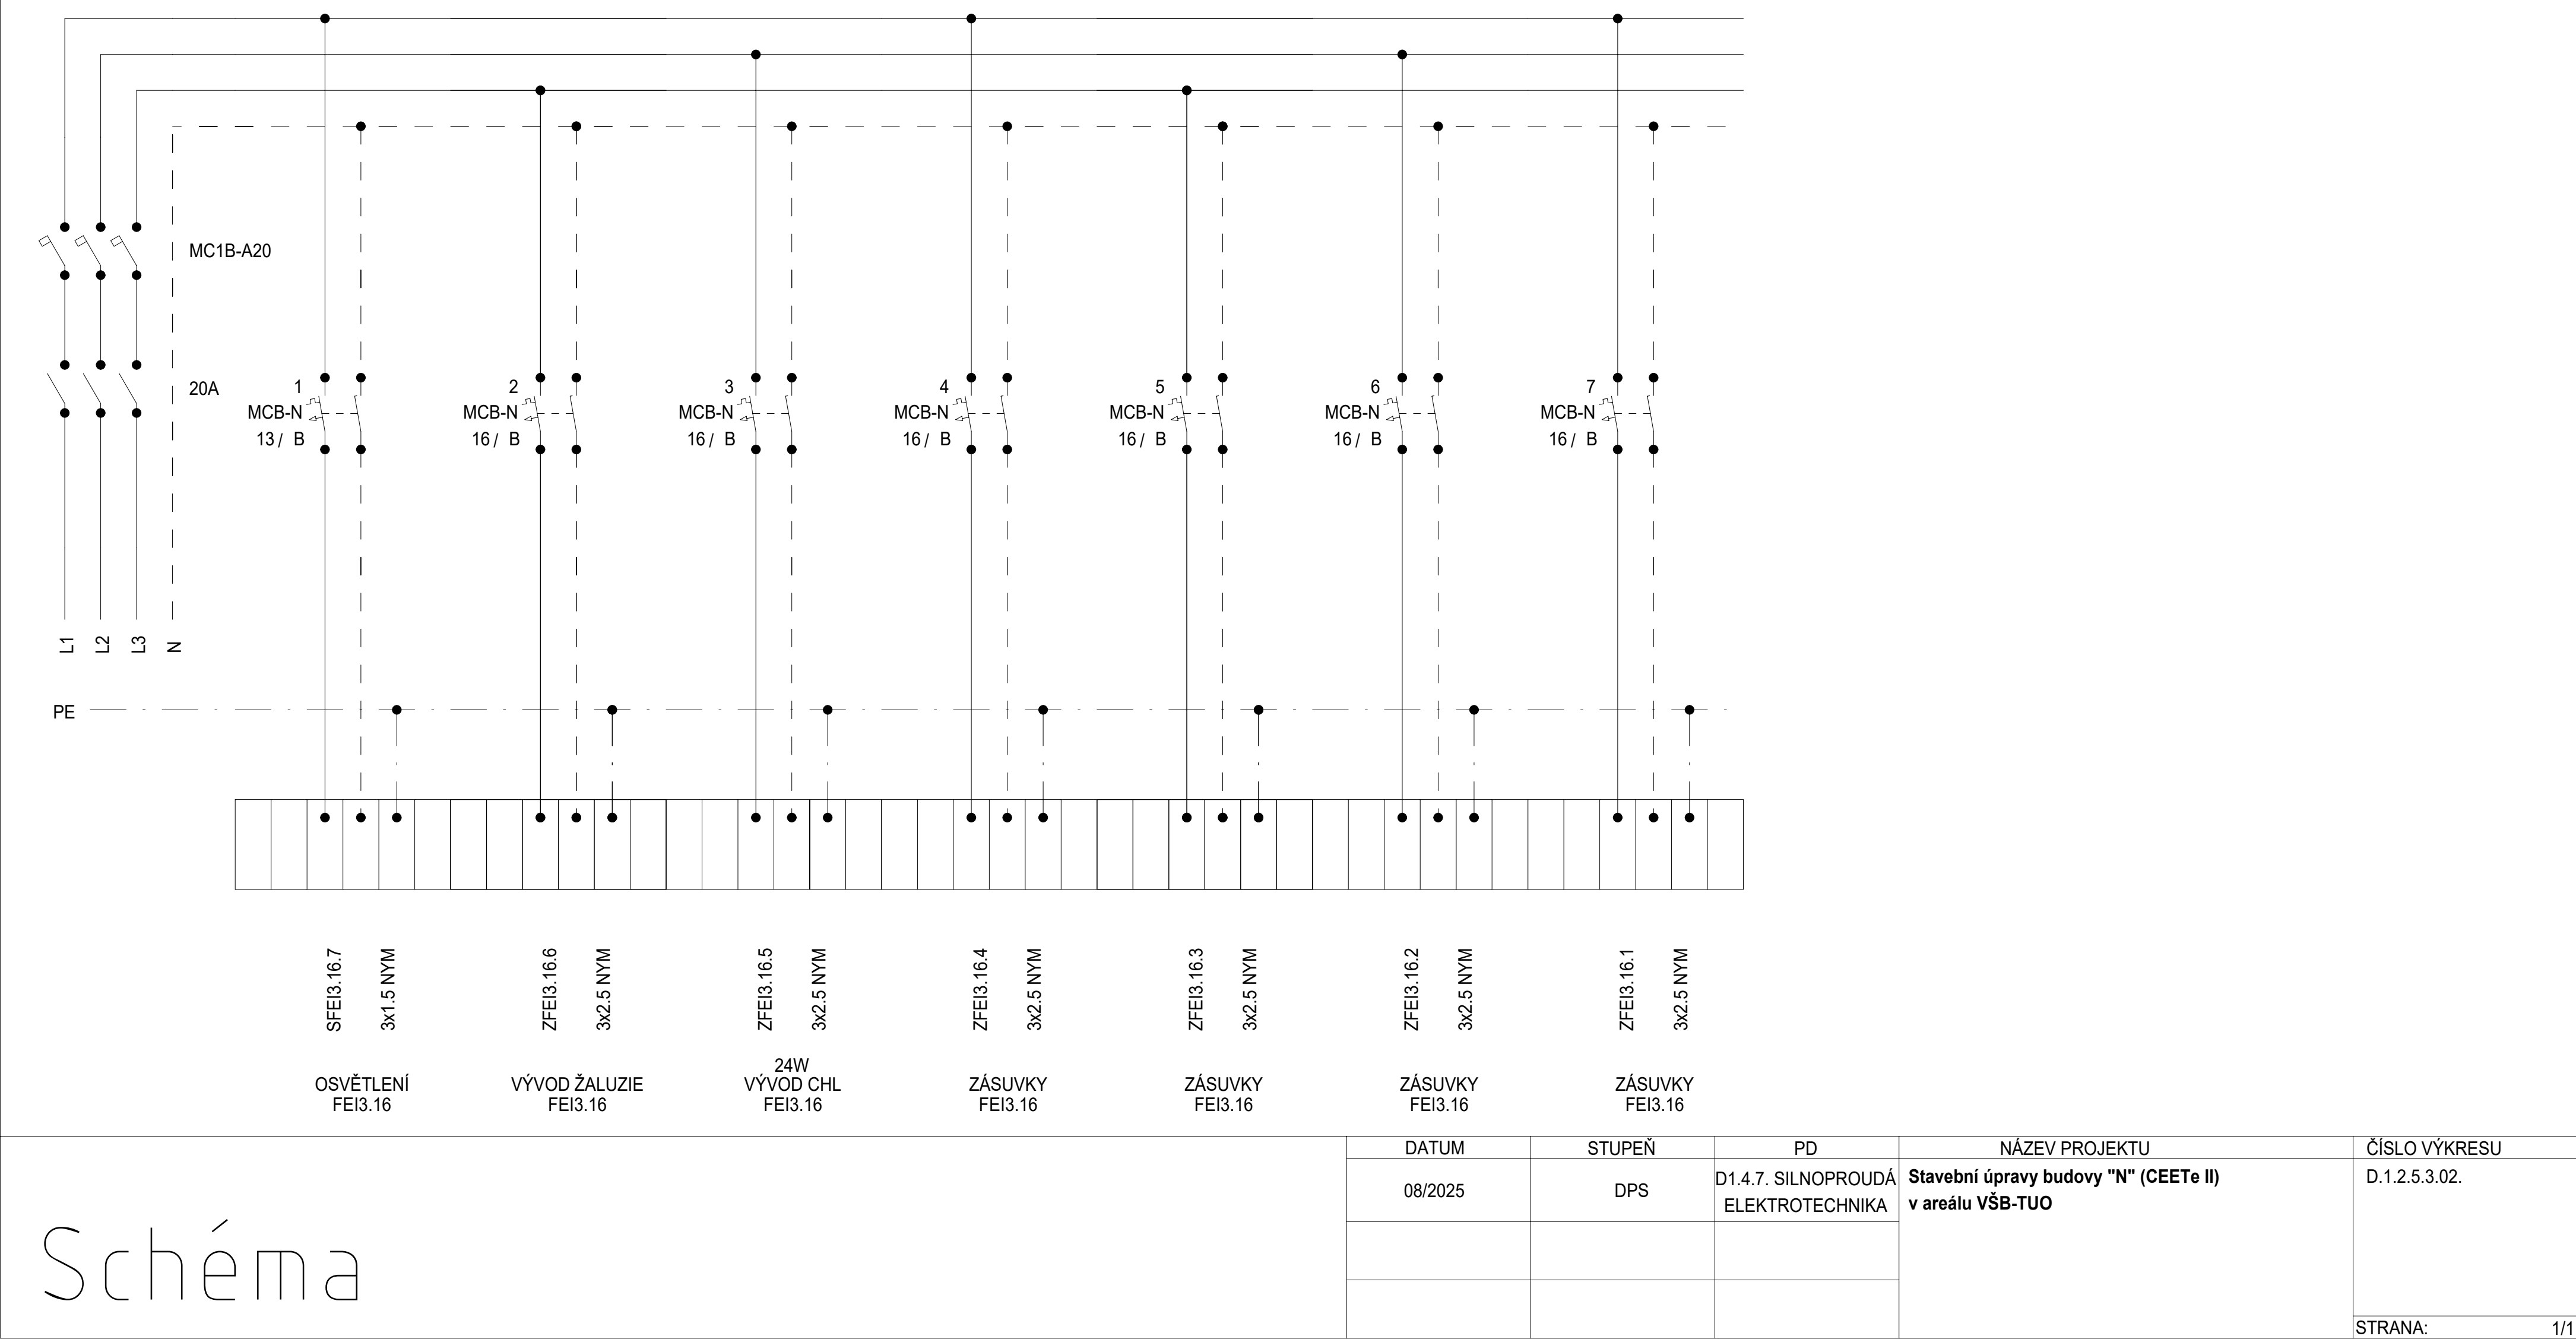 MC1B-A20
20A
1
MCB-N
13 / B
2
MCB-N
16 / B
3
MCB-N
16 / B
4
MCB-N
16 / B
5
MCB-N
16 / B
6
MCB-N
16 / B
7
MCB-N
16 / B
L1
L2
L3
N
PE
SFEI3.16.7
3x1.5 NYM
ZFEI3.16.6
3x2.5 NYM
ZFEI3.16.5
3x2.5 NYM
ZFEI3.16.4
3x2.5 NYM
ZFEI3.16.3
3x2.5 NYM
ZFEI3.16.2
3x2.5 NYM
ZFEI3.16.1
3x2.5 NYM
OSVĚTLENÍ
FEI3.16
VÝVOD ŽALUZIE
FEI3.16
24W
VÝVOD CHL
FEI3.16
ZÁSUVKY
FEI3.16
ZÁSUVKY
FEI3.16
ZÁSUVKY
FEI3.16
ZÁSUVKY
FEI3.16
Schéma
DATUM
08/2025
STUPEŇ
DPS
PD
D1.4.7. SILNOPROUDÁ
ELEKTROTECHNIKA
NÁZEV PROJEKTU
Stavební úpravy budovy "N" (CEETe II)
v areálu VŠB-TUO
ČÍSLO VÝKRESU
D.1.2.5.3.02.
STRANA: 1/1